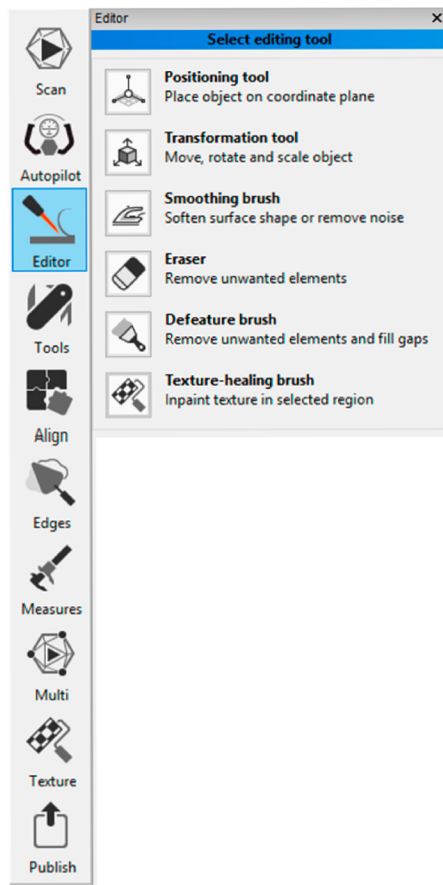 Editor
Select editing tool
Scan
Autopilot
Editor
Tools
Align
Edges
Measures
Multi
Texture
Publish
Positioning tool
Place object on coordinate plane
Transformation tool
Move, rotate and scale object
Smoothing brush
Soften surface shape or remove noise
Eraser
Remove unwanted elements
Defeature brush
Remove unwanted elements and fill gaps
Texture-healing brush
Inpaint texture in selected region